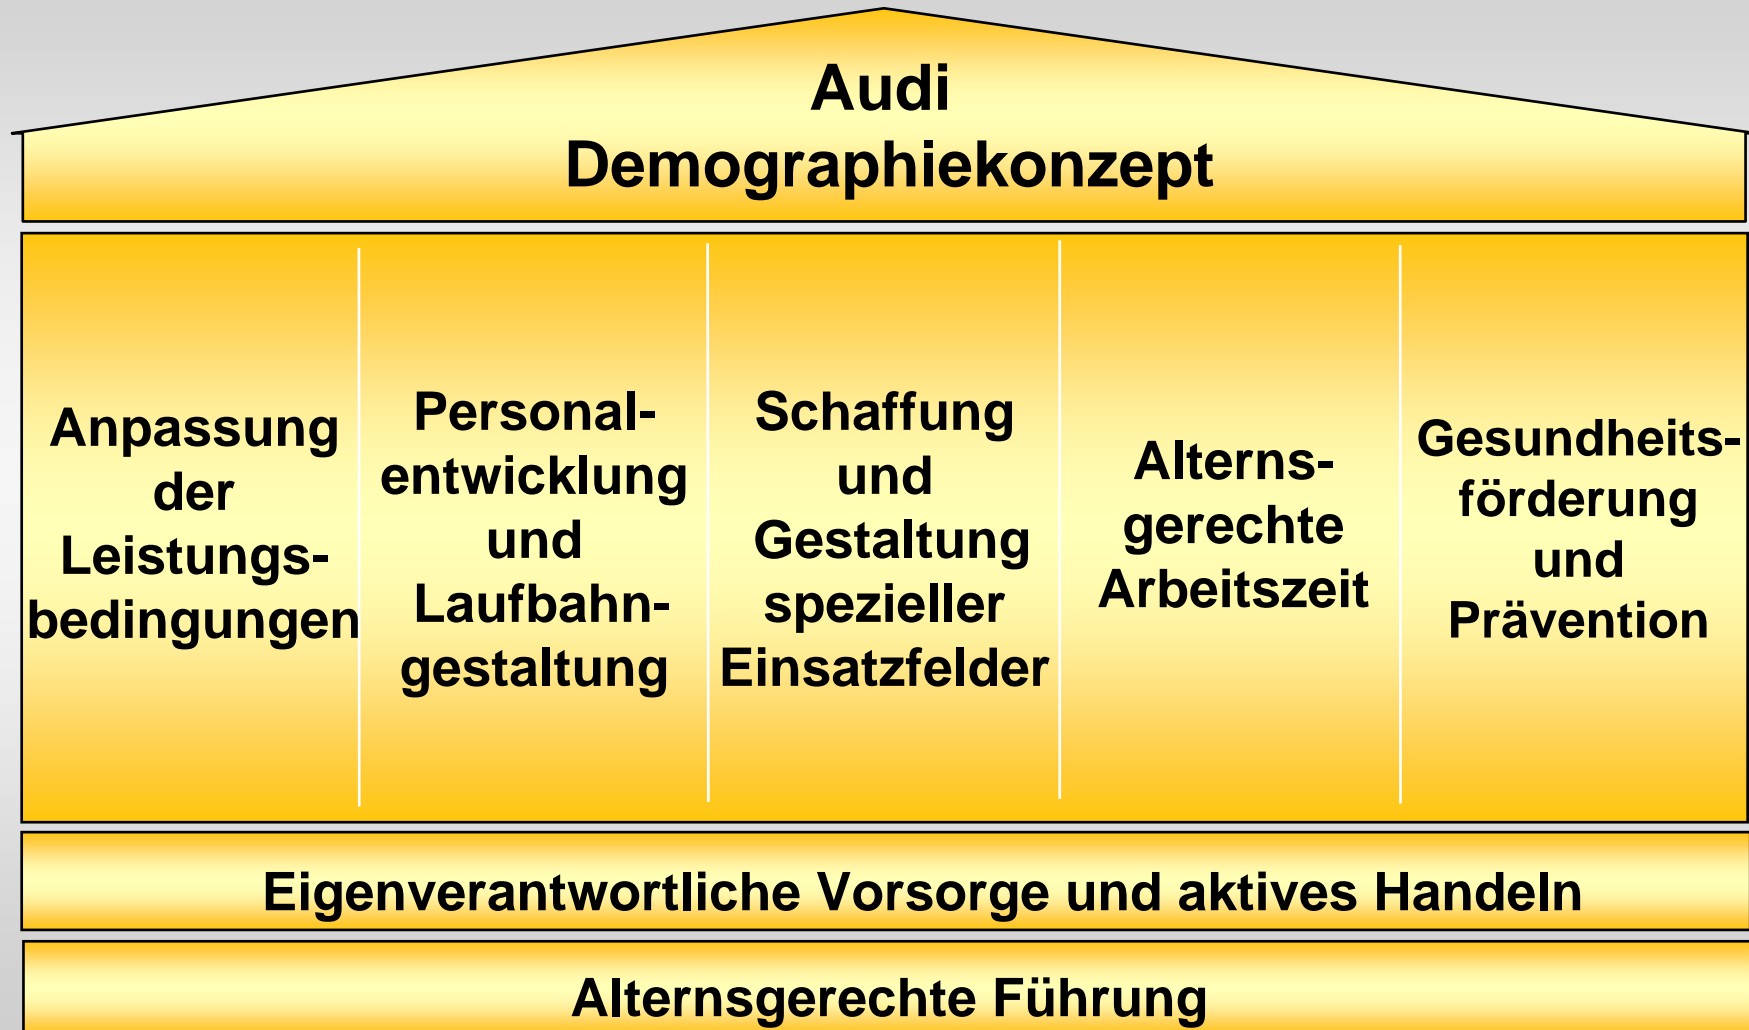 Audi
Demographiekonzept
Anpassung
der
Leistungs-
bedingungen
Personal-
entwicklung
und
Laufbahn-
gestaltung
Schaffung
und
Gestaltung
spezieller
Einsatzfelder
Alterns-
gerechte
Arbeitszeit
Gesundheits-
förderung
und
Prävention
Eigenverantwortliche Vorsorge und aktives Handeln
Alternsgerechte Führung